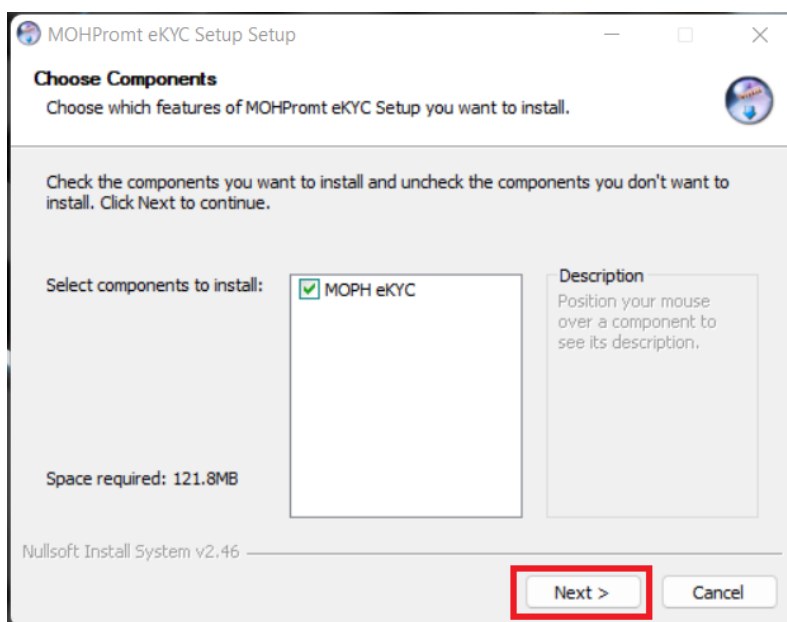 MOHPromt eKYC Setup Setup
Choose Components
Choose which features of MOHPromt eKYC Setup you want to install.
Check the components you want to install and uncheck the components you don't want to
install. Click Next to continue.
Select components to install:
MOPH eKYC
Description
Position your mouse
over a component to
see its description.
Space required: 121.8MB
Nullsoft Install System v2.46
Next >
Cancel